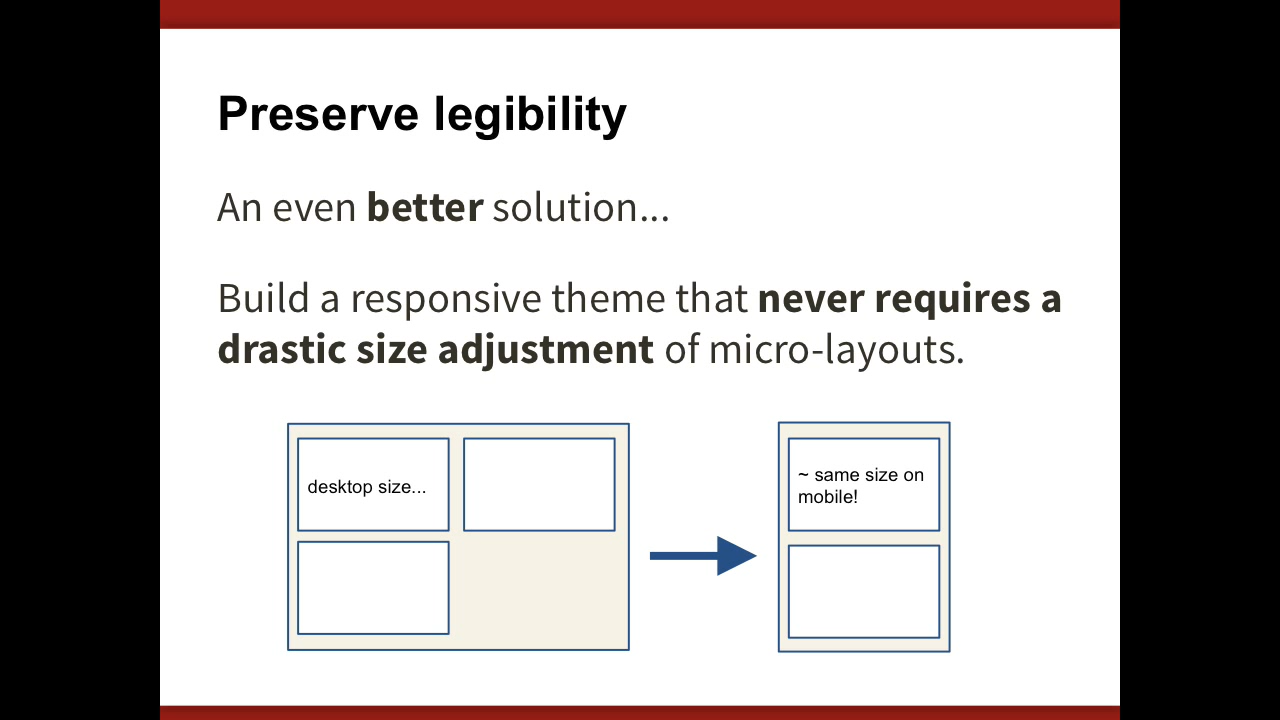 Preserve legibility
An even better solution...
Build a responsive theme that never requires a
drastic size adjustment of micro-layouts.
desktop size...
~ same size on
mobile!